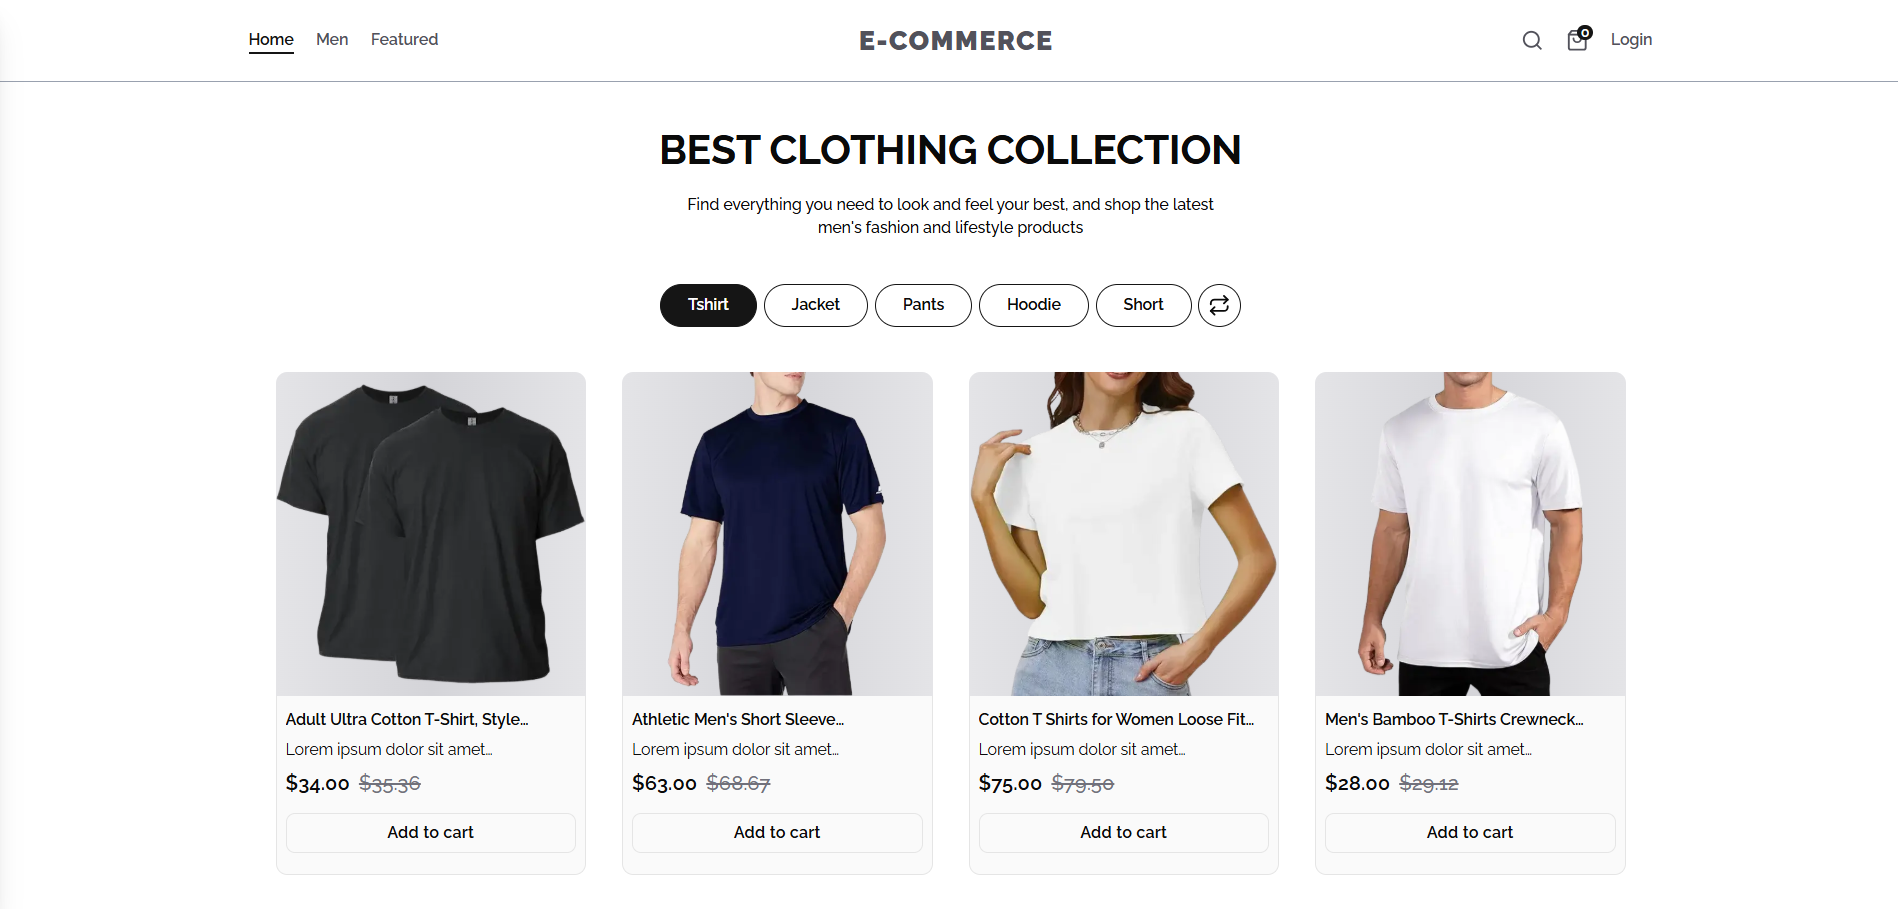 Home Men Featured E-COMMERCE 0 Login
BEST CLOTHING COLLECTION
Find everything you need to look and feel your best, and shop the latest
men's fashion and lifestyle products
Tshirt Jacket Pants Hoodie Short
Adult Ultra Cotton T-Shirt, Style...
Lorem ipsum dolor sit amet...
$34.00 $35.36
Add to cart
Athletic Men's Short Sleeve...
Lorem ipsum dolor sit amet...
$63.00 $68.67
Add to cart
Cotton T Shirts for Women Loose Fit...
Lorem ipsum dolor sit amet...
$75.00 $79.50
Add to cart
Men's Bamboo T-Shirts Crewneck...
Lorem ipsum dolor sit amet...
$28.00 $29.12
Add to cart